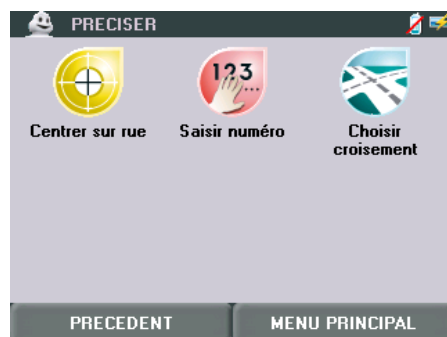 PRECISER
123...
Centrer sur rue
Saisir numéro
Choisir
croisement
PRECEDENT
MENU PRINCIPAL